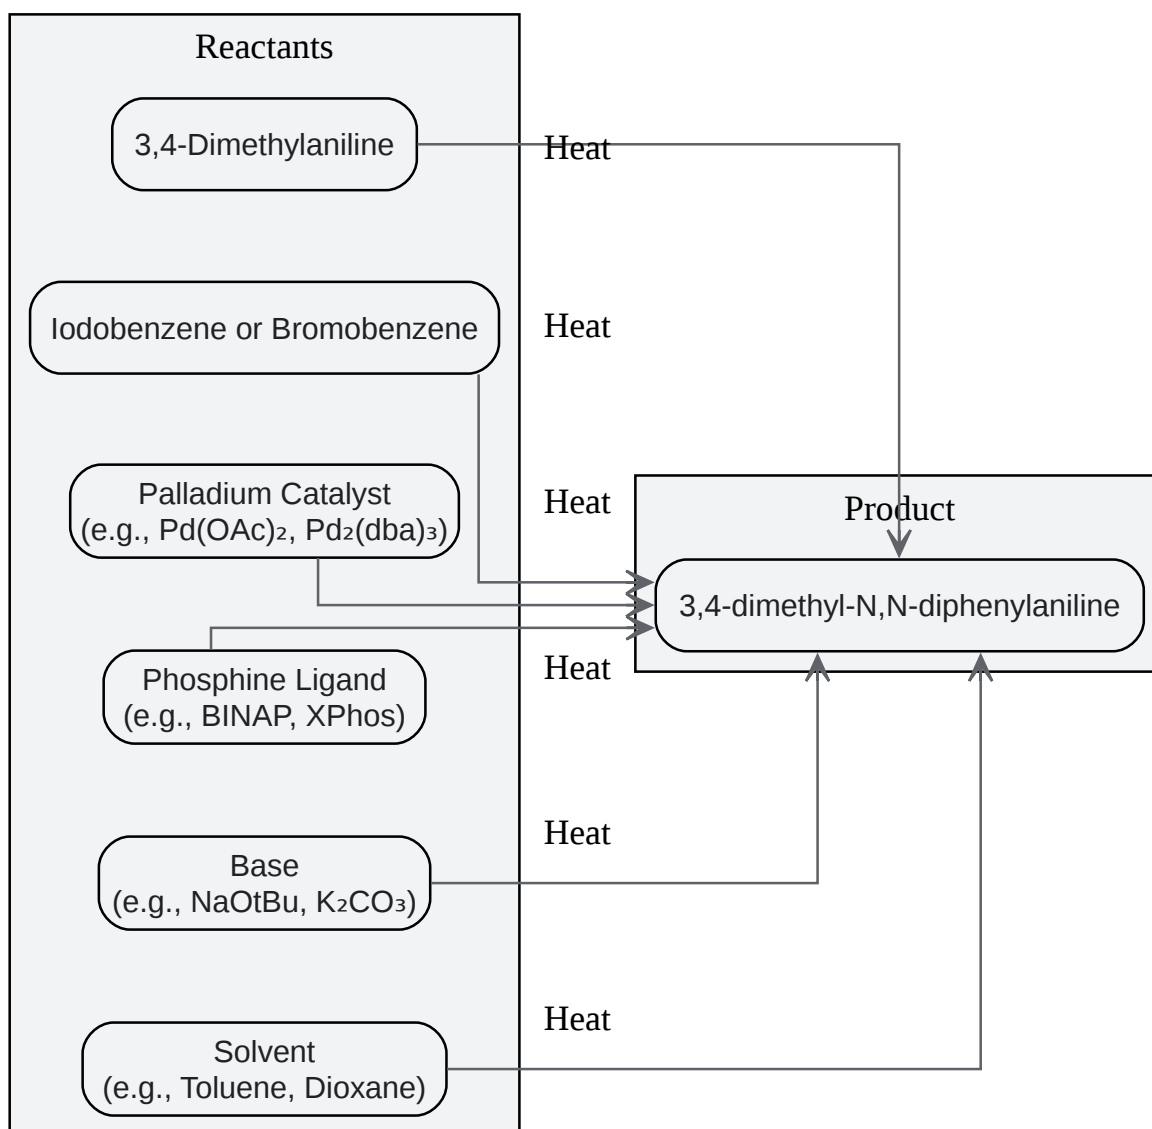 Reactants
3,4-Dimethylaniline
Heat
Iodobenzene or Bromobenzene
Heat
Palladium Catalyst
(e.g., Pd(OAc)₂, Pd₂(dba)₃)
Heat
Product
3,4-dimethyl-N,N-diphenylaniline
Phosphine Ligand
(e.g., BINAP, XPhos)
Heat
Base
(e.g., NaOtBu, K₂CO₃)
Heat
Solvent
(e.g., Toluene, Dioxane)
Heat